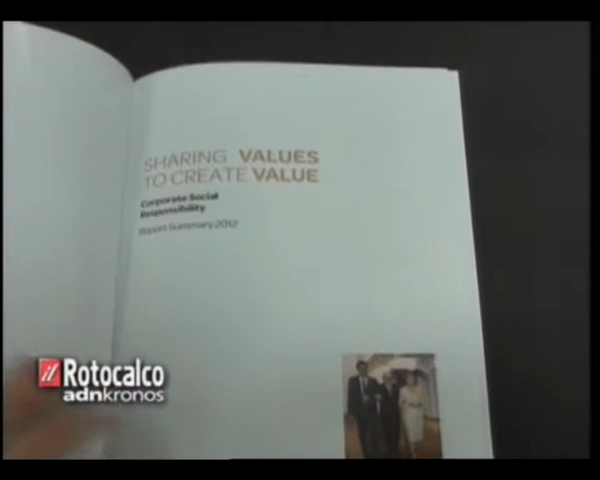 SHARING VALUES
TO CREATE VALUE
Corporate Social
Responsibility
Report Summary 2012
il Rotocalco
adnkronos